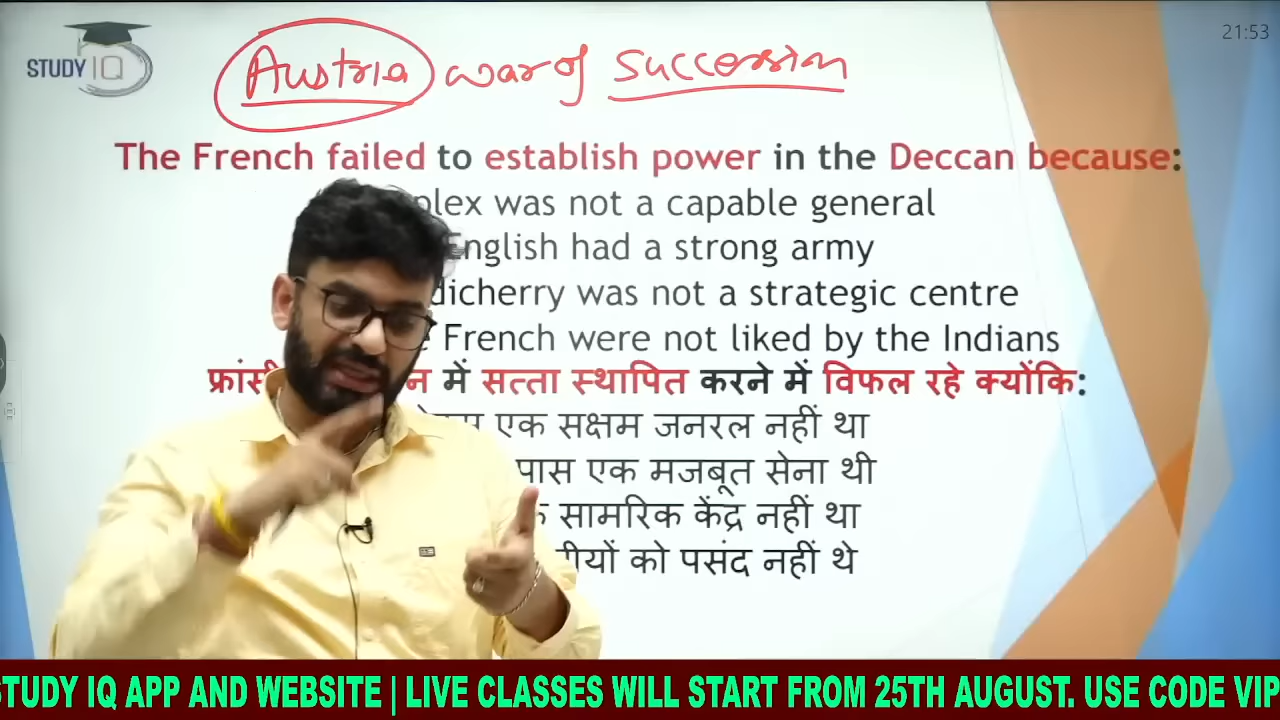 21:53
STUDY IQ
Austria war of succession
The French failed to establish power in the Deccan because:
was not a capable general
English had a strong army
was not a strategic centre
French were not liked by the Indians
में सत्ता स्थापित करने में विफल रहे क्योंकि:
एक सक्षम जनरल नहीं था
पास एक मजबूत सेना थी
सामरिक केंद्र नहीं था
को पसंद नहीं थे
STUDY IQ APP AND WEBSITE | LIVE CLASSES WILL START FROM 25TH AUGUST. USE CODE VIP